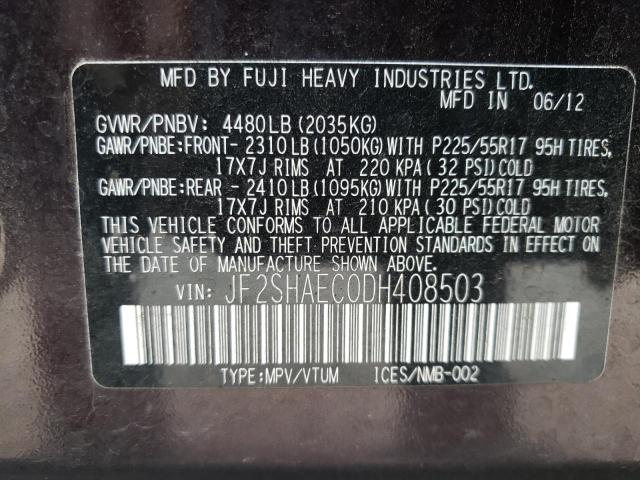 MFD BY FUJI HEAVY INDUSTRIES LTD.
MFD IN 06/12
GVWR/PNBV: 4480LB (2035KG)
GAWR/PNBE:FRONT- 2310 LB (1050KG) WITH P225/55R17 95H TIRES,
17X7J RIMS AT 220 KPA ( 32 PSI) COLD
GAWR/PNBE:REAR - 2410 LB (1095KG) WITH P225/55R17 95H TIRES,
17X7J RIMS AT 210 KPA ( 30 PSI) COLD
THIS VEHICLE CONFORMS TO ALL APPLICABLE FEDERAL MOTOR
VEHICLE SAFETY AND THEFT PREVENTION STANDARDS IN EFFECT ON
THE DATE OF MANUFACTURE SHOWN ABOVE.
VIN: JF2SHAEC0DH408503
TYPE:MPV/VTUM ICES/NMB-002